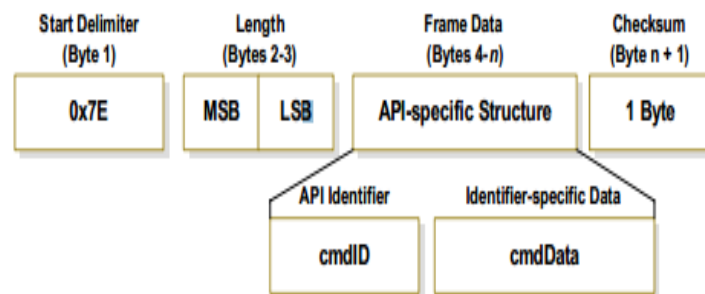 Start Delimiter Length Frame Data Checksum
(Byte 1) (Bytes 2-3) (Bytes 4-n) (Byte n + 1)
0x7E MSB LSB API-specific Structure 1 Byte
API Identifier Identifier-specific Data
cmdID cmdData